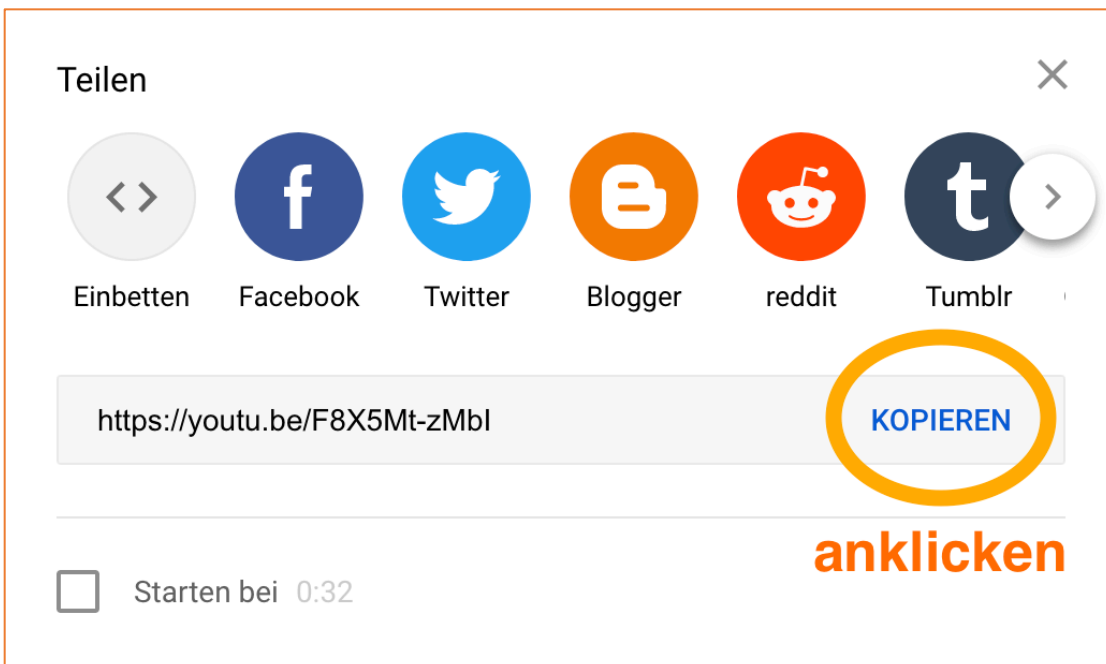 Teilen
Einbetten Facebook Twitter Blogger reddit Tumblr
https://youtu.be/F8X5Mt-zMbI KOPIEREN
anklicken
Starten bei 0:32